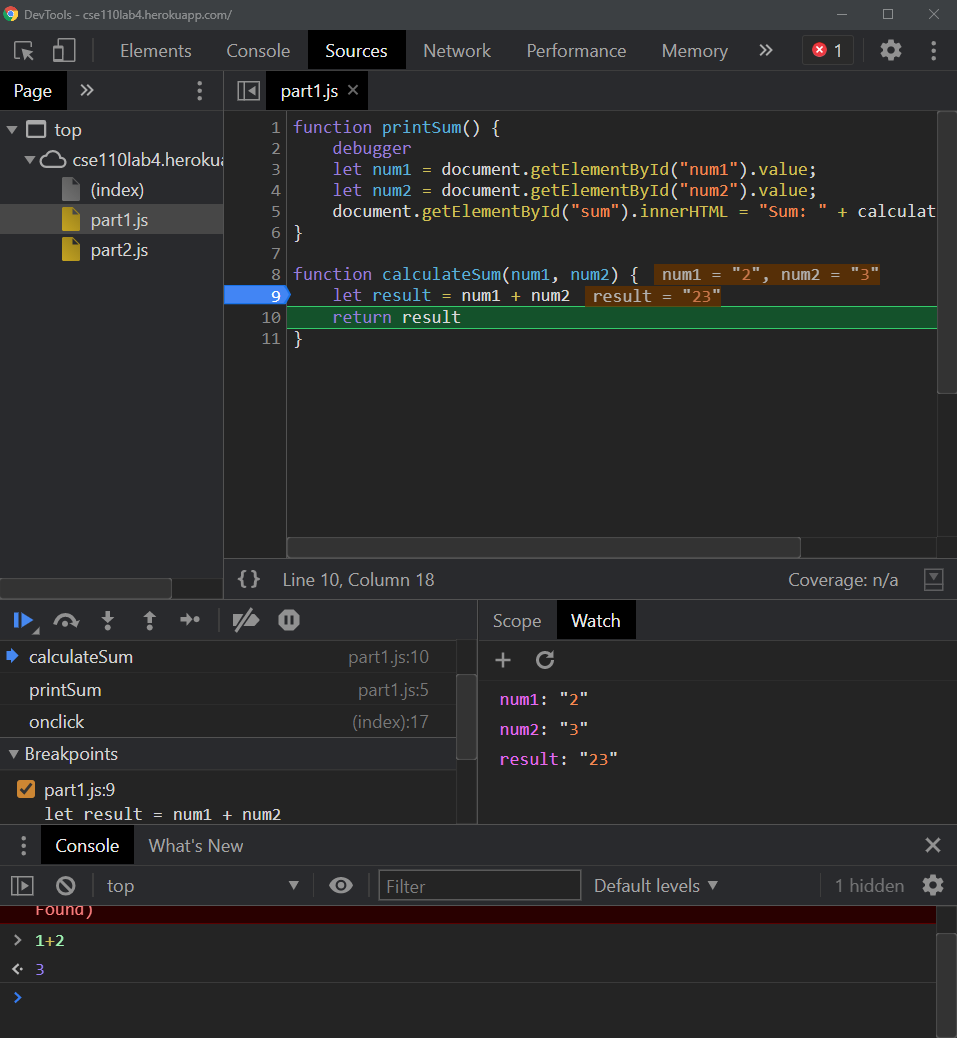 DevTools - cse110lab4.herokuapp.com/
Elements Console Sources Network Performance Memory » 1
Page » part1.js ×
top
cse110lab4.heroku
(index)
part1.js
part2.js
1 function printSum() {
2 debugger
3 let num1 = document.getElementById("num1").value;
4 let num2 = document.getElementById("num2").value;
5 document.getElementById("sum").innerHTML = "Sum: " + calculat
6 }
7
8 function calculateSum(num1, num2) { num1 = "2", num2 = "3"
9 let result = num1 + num2 result = "23"
10 return result
11 }
{} Line 10, Column 18 Coverage: n/a
calculateSum part1.js:10
printSum part1.js:5
onclick (index):17
Breakpoints
part1.js:9
let result = num1 + num2
Scope Watch
num1: "2"
num2: "3"
result: "23"
Console What's New
top Filter Default levels 1 hidden
Found)
> 1+2
3
>